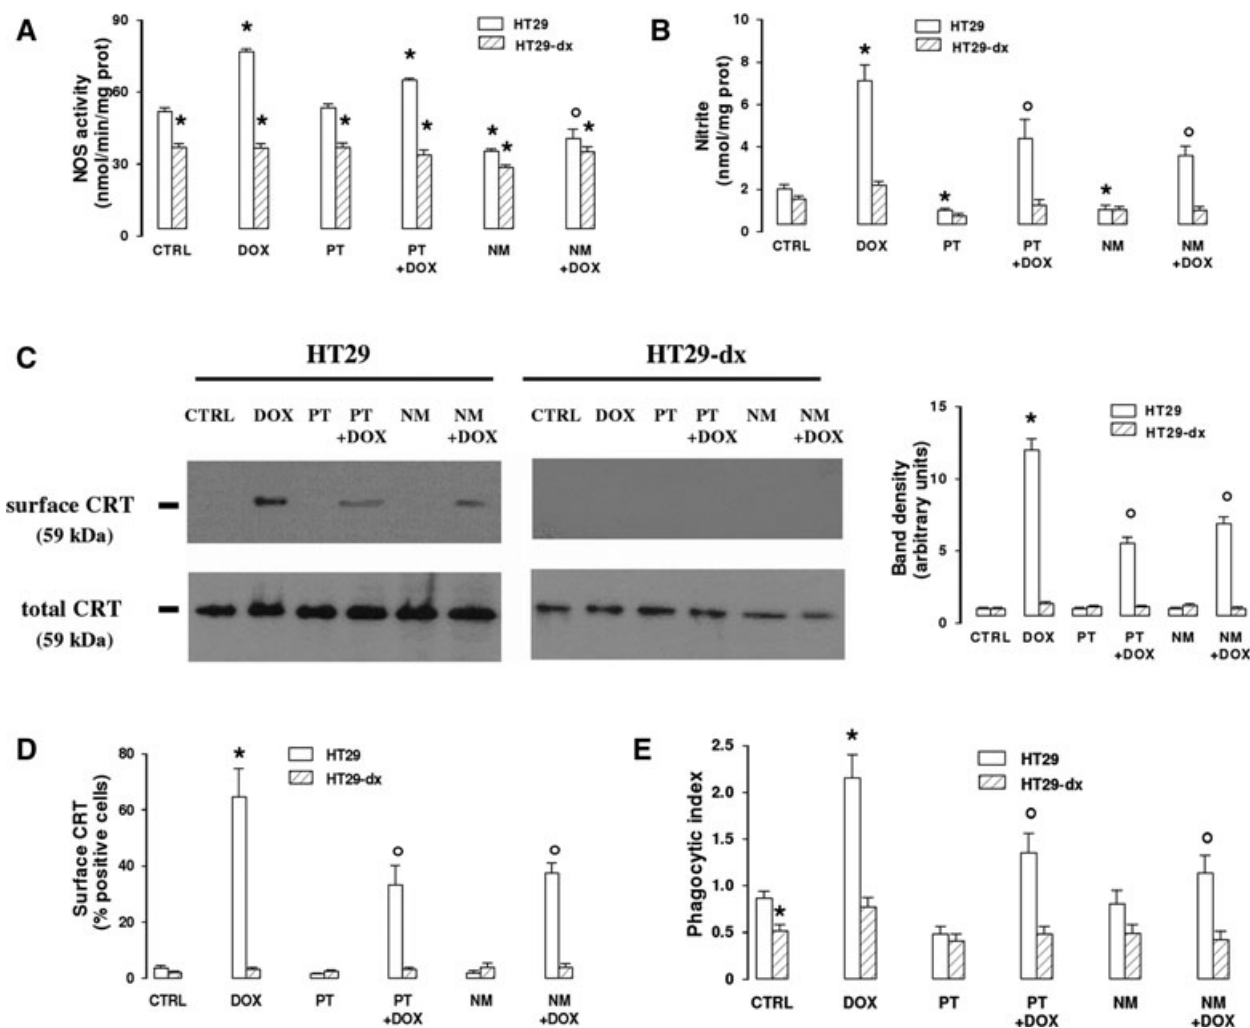 A
NOS activity
(nmol/min/mg prot)
90
60
30
0
HT29
HT29-dx
*
*
*
*
*
*
*
*
*
o
*
CTRL
DOX
PT
PT
+DOX
NM
NM
+DOX
B
Nitrite
(nmol/mg prot)
10
8
6
4
2
0
HT29
HT29-dx
*
*
o
*
o
CTRL
DOX
PT
PT
+DOX
NM
NM
+DOX
C
HT29
HT29-dx
CTRL DOX PT PT NM NM
+DOX +DOX
CTRL DOX PT PT NM NM
+DOX +DOX
surface CRT
(59 kDa)
total CRT
(59 kDa)
Band density
(arbitrary units)
15
10
5
0
HT29
HT29-dx
*
o
o
CTRL
DOX
PT
PT
+DOX
NM
NM
+DOX
D
Surface CRT
(% positive cells)
80
60
40
20
0
HT29
HT29-dx
*
o
o
CTRL
DOX
PT
PT
+DOX
NM
NM
+DOX
E
Phagocytic index
2.5
2.0
1.5
1.0
0.5
0
HT29
HT29-dx
*
*
o
o
CTRL
DOX
PT
PT
+DOX
NM
NM
+DOX